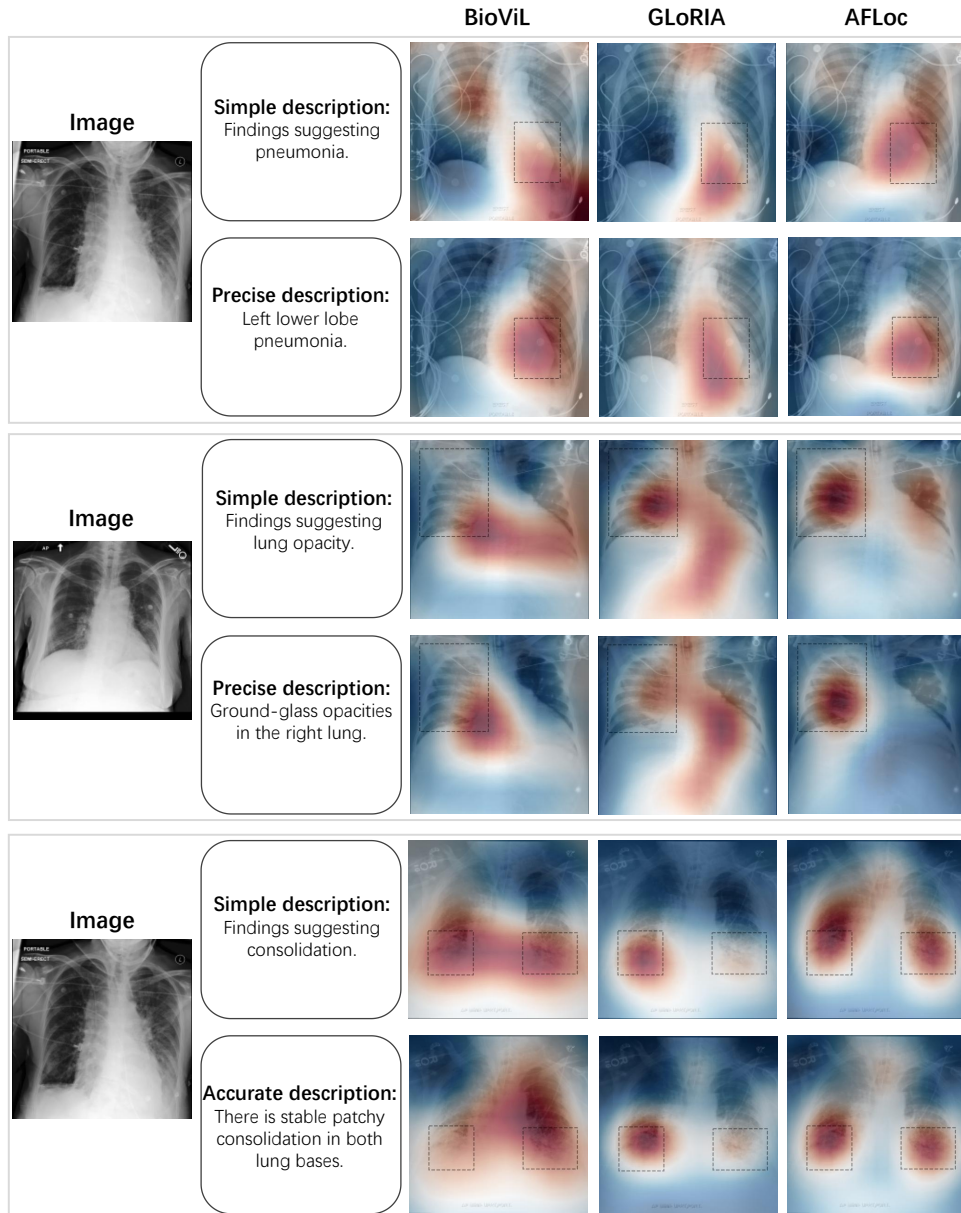 BioViL GLoRIA AFLoc
Image
Simple description:
Findings suggesting
pneumonia.
PORTABLE
SEMI-ERECT
L
Precise description:
Left lower lobe
pneumonia.
Image
Simple description:
Findings suggesting
lung opacity.
AP
Precise description:
Ground-glass opacities
in the right lung.
Image
Simple description:
Findings suggesting
consolidation.
PORTABLE
SEMI-ERECT
L
Accurate description:
There is stable patchy
consolidation in both
lung bases.